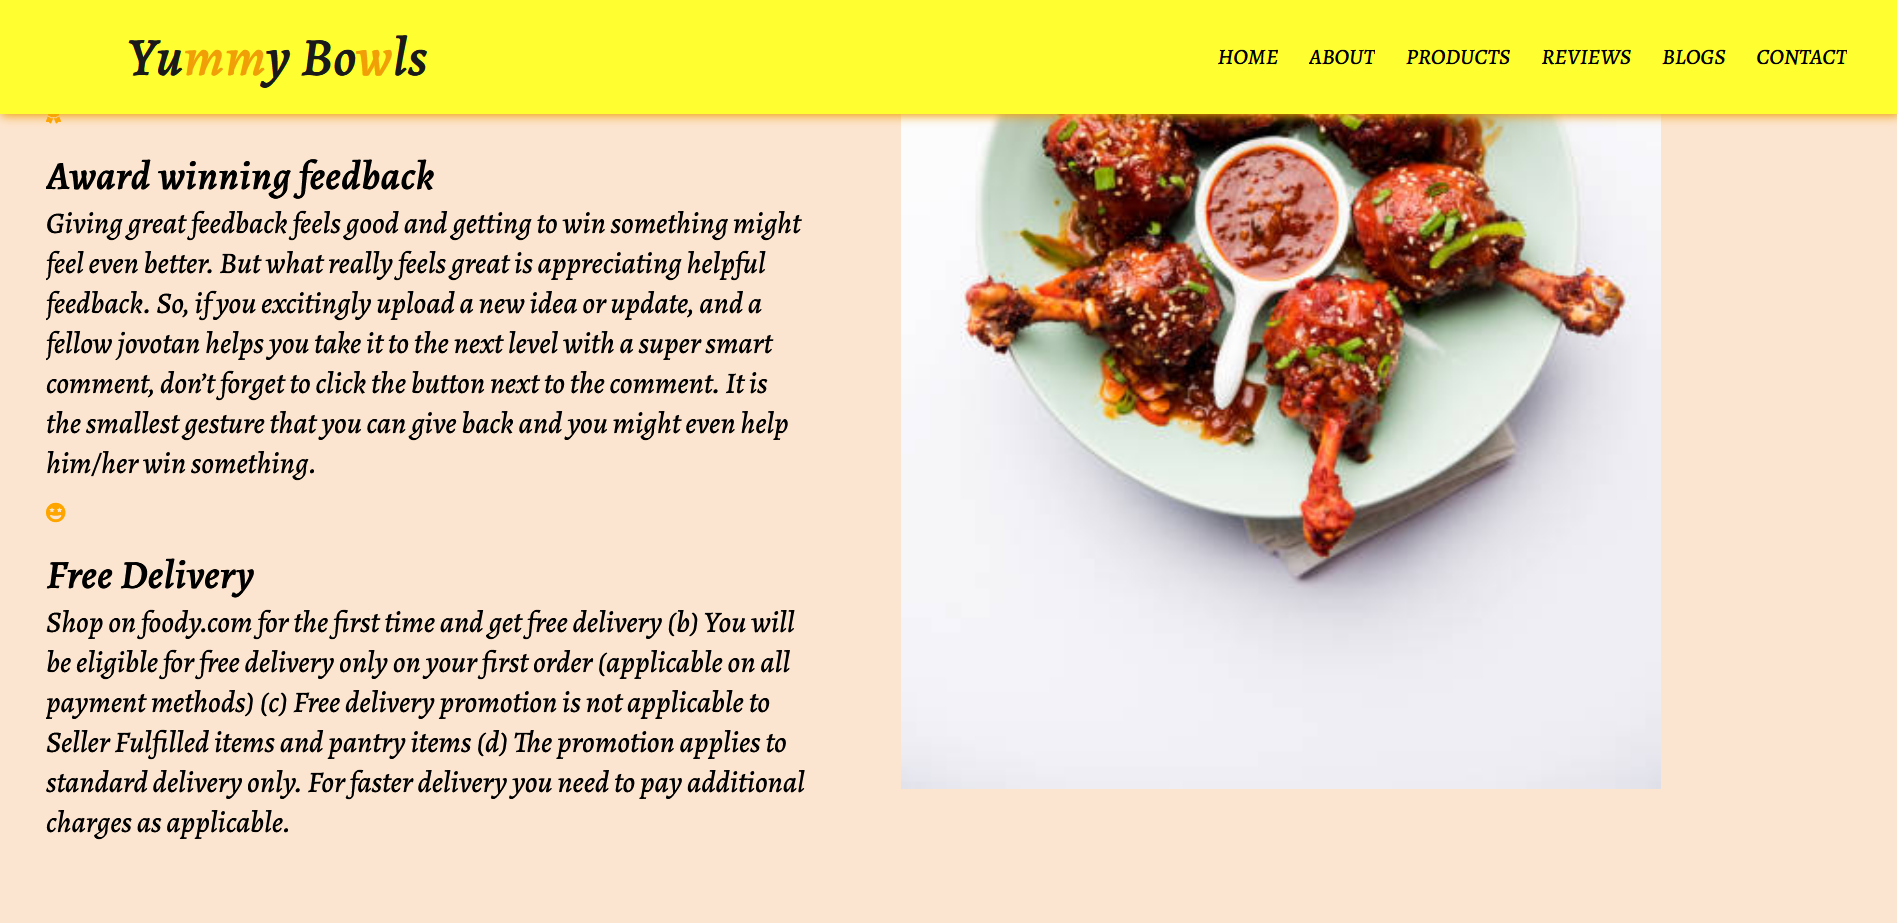 Yummy Bowls
HOME ABOUT PRODUCTS REVIEWS BLOGS CONTACT
Award winning feedback
Giving great feedback feels good and getting to win something might
feel even better. But what really feels great is appreciating helpful
feedback. So, if you excitingly upload a new idea or update, and a
fellow jovotan helps you take it to the next level with a super smart
comment, don’t forget to click the button next to the comment. It is
the smallest gesture that you can give back and you might even help
him/her win something.
Free Delivery
Shop on foody.com for the first time and get free delivery (b) You will
be eligible for free delivery only on your first order (applicable on all
payment methods) (c) Free delivery promotion is not applicable to
Seller Fulfilled items and pantry items (d) The promotion applies to
standard delivery only. For faster delivery you need to pay additional
charges as applicable.